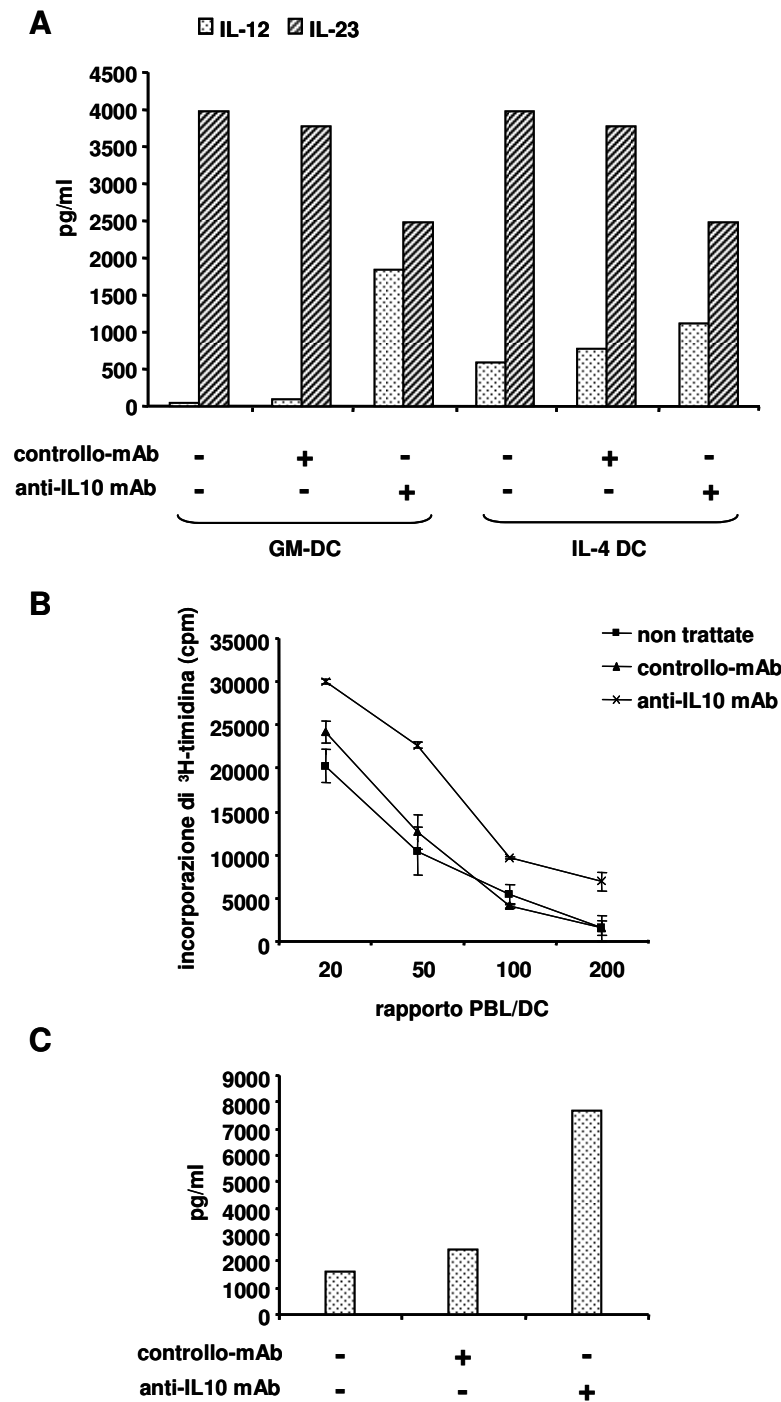 A
IL-12 IL-23
4500
4000
3500
3000
2500
2000
1500
1000
500
0
pg/ml
controllo-mAb - + - - + -
anti-IL10 mAb - - + - - +
GM-DC IL-4 DC
B
35000
30000
25000
20000
15000
10000
5000
0
incorporazione di ³H-timidina (cpm)
non trattate
controllo-mAb
anti-IL10 mAb
20 50 100 200
rapporto PBL/DC
C
9000
8000
7000
6000
5000
4000
3000
2000
1000
0
pg/ml
controllo-mAb - + -
anti-IL10 mAb - - +